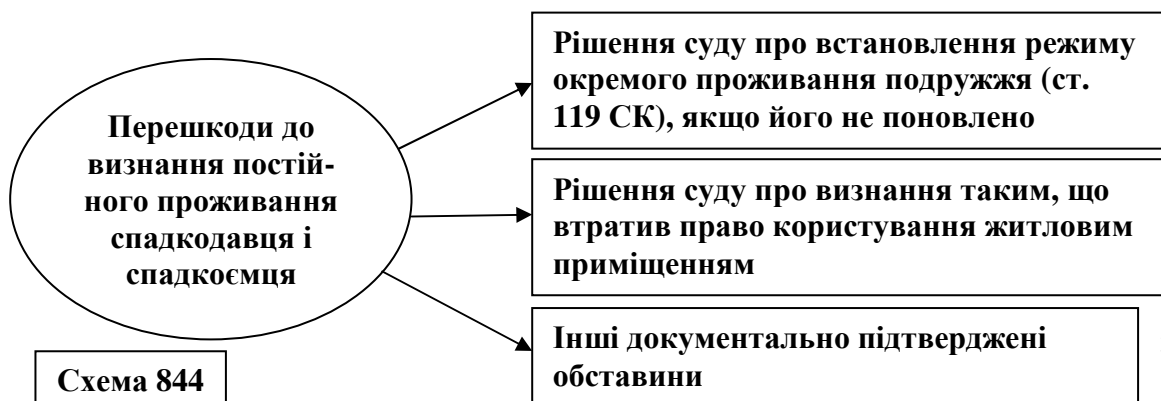 Перешкоди до
визнання постій-
ного проживання
спадкодавця і
спадкоємця
Рішення суду про встановлення режиму
окремого проживання подружжя (ст.
119 СК), якщо його не поновлено
Рішення суду про визнання таким, що
втратив право користування житловим
приміщенням
Інші документально підтверджені
обставини
Схема 844